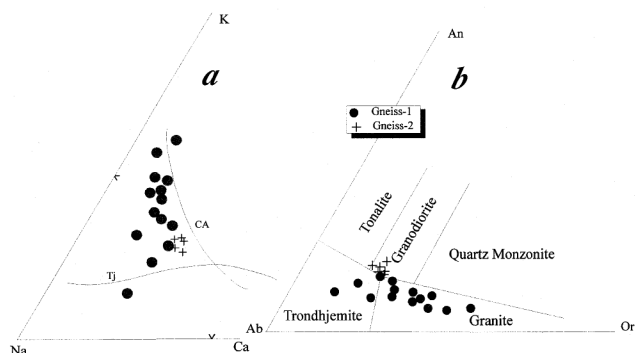 K
An
a
b
Gneiss-1
Gneiss-2
Tonalite
Granodiorite
CA
Quartz Monzonite
Tj
Trondhjemite
Granite
Na
Ca
Ab
Or